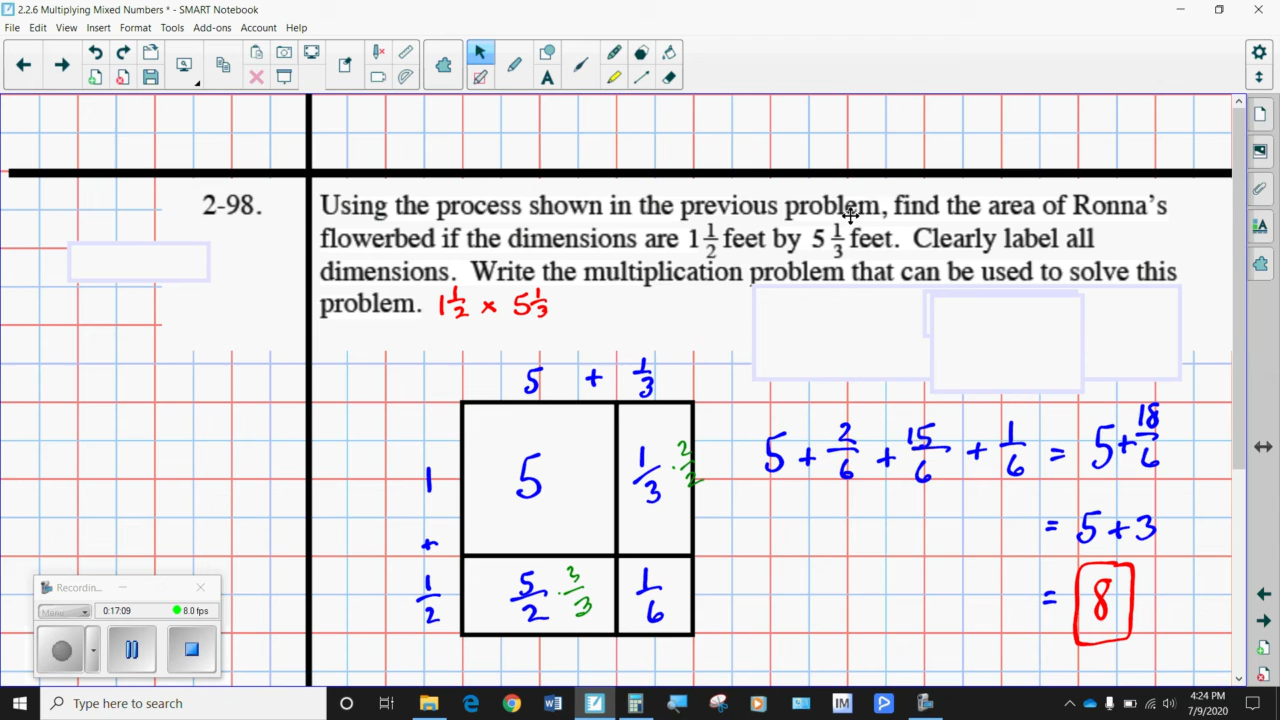 2.2.6 Multiplying Mixed Numbers * - SMART Notebook
File Edit View Insert Format Tools Add-ons Account Help
2-98. Using the process shown in the previous problem, find the area of Ronna's
flowerbed if the dimensions are 1 1/2 feet by 5 1/3 feet. Clearly label all
dimensions. Write the multiplication problem that can be used to solve this
problem. 1 1/2 × 5 1/3
5 + 1/3
1 5 1/3 · 2/2
+
1/2 5/2 · 3/3 1/6
5 + 2/6 + 15/6 + 1/6 = 5 + 18/6
= 5 + 3
= 8
Recordin...
Menu 0:17:09 8.0 fps
Type here to search
4:24 PM
7/9/2020